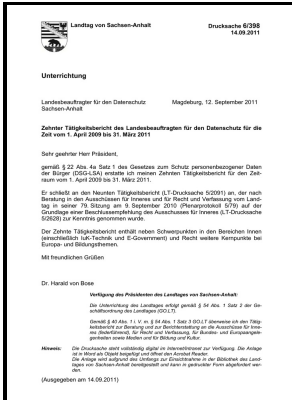 Landtag von Sachsen-Anhalt
Drucksache 6/398
14.09.2011
Unterrichtung
Landesbeauftragter für den Datenschutz
Sachsen-Anhalt
Magdeburg, 12. September 2011
Zehnter Tätigkeitsbericht des Landesbeauftragten für den Datenschutz für die
Zeit vom 1. April 2009 bis 31. März 2011
Sehr geehrter Herr Präsident,
gemäß § 22 Abs. 4a Satz 1 des Gesetzes zum Schutz personenbezogener Daten
der Bürger (DSG-LSA) erstatte ich meinen Zehnten Tätigkeitsbericht für den Zeit-
raum vom 1. April 2009 bis 31. März 2011.
Er schließt an den Neunten Tätigkeitsbericht (LT-Drucksache 5/2091) an, der nach
Beratung in den Ausschüssen für Inneres und für Recht und Verfassung vom Land-
tag in seiner 79. Sitzung am 9. September 2010 (Plenarprotokoll 5/79) auf der
Grundlage einer Beschlussempfehlung des Ausschusses für Inneres (LT-Drucksache
5/2628) zur Kenntnis genommen wurde.
Der Zehnte Tätigkeitsbericht enthält neben Schwerpunkten in den Bereichen Innen
(einschließlich IuK-Technik und E-Government) und Recht weitere Kernpunkte bei
Europa- und Bildungsthemen.
Mit freundlichen Grüßen
Dr. Harald von Bose
Verfügung des Präsidenten des Landtages von Sachsen-Anhalt:
Die Unterrichtung des Landtages erfolgt gemäß § 54 Abs. 1 Satz 2 der Ge-
schäftsordnung des Landtages (GO.LT).
Gemäß § 40 Abs. 1 i. V. m. § 54 Abs. 1 Satz 3 GO.LT überweise ich den Tätig-
keitsbericht zur Beratung und zur Berichterstattung an die Ausschüsse für Inne-
res (federführend), für Recht und Verfassung, für Bundes- und Europaangele-
genheiten sowie Medien und für Bildung und Kultur.
Hinweis: Die Drucksache steht vollständig digital im Internet/Intranet zur Verfügung. Die Anlage
ist in Word als Objekt beigefügt und öffnet den Acrobat Reader.
Die Anlage wird aufgrund des Umfangs zur Einsichtnahme in der Bibliothek des Land-
tages von Sachsen-Anhalt bereitgestellt und kann in gedruckter Form abgefordert wer-
den.
(Ausgegeben am 14.09.2011)